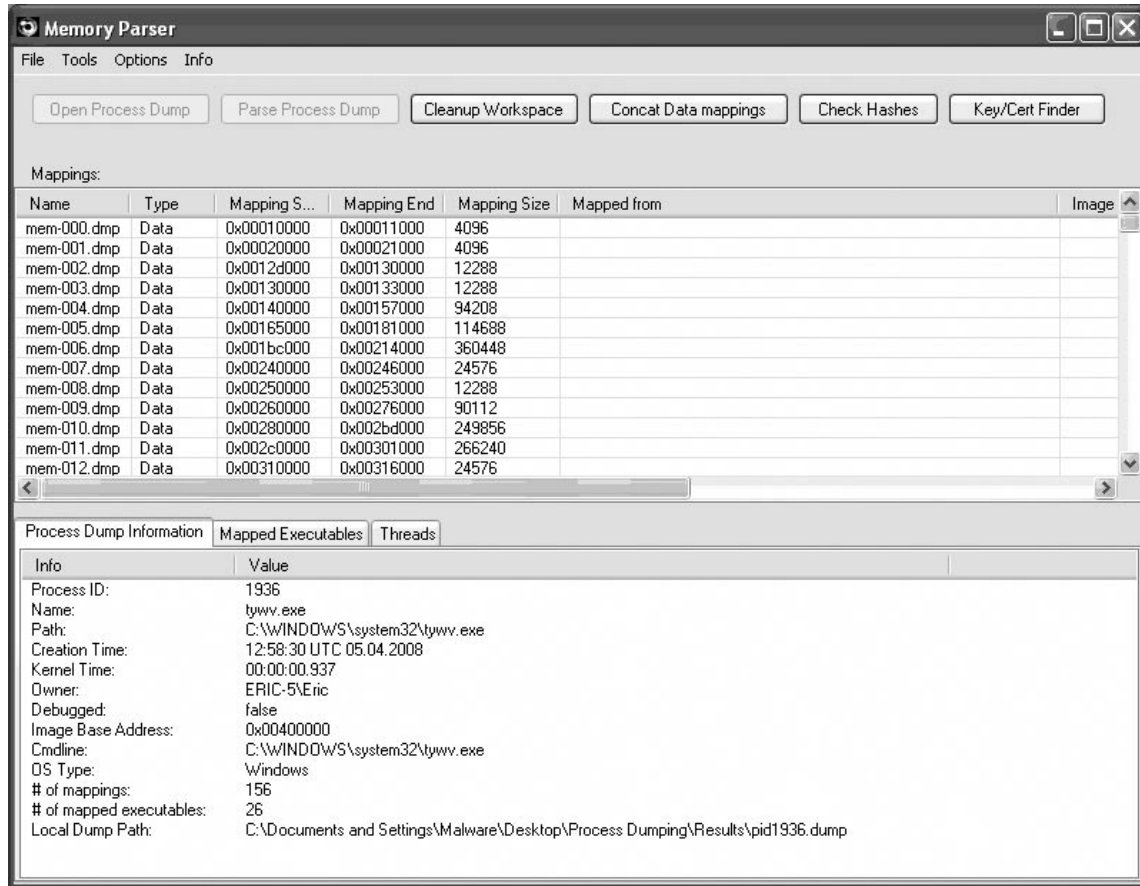 Memory Parser
File Tools Options Info
Open Process Dump Parse Process Dump Cleanup Workspace Concat Data mappings Check Hashes Key/Cert Finder
Mappings:
Name Type Mapping S... Mapping End Mapping Size Mapped from Image
mem-000.dmp Data 0x00010000 0x00011000 4096
mem-001.dmp Data 0x00020000 0x00021000 4096
mem-002.dmp Data 0x0012d000 0x00130000 12288
mem-003.dmp Data 0x00130000 0x00133000 12288
mem-004.dmp Data 0x00140000 0x00157000 94208
mem-005.dmp Data 0x00165000 0x00181000 114688
mem-006.dmp Data 0x001bc000 0x00214000 360448
mem-007.dmp Data 0x00240000 0x00246000 24576
mem-008.dmp Data 0x00250000 0x00253000 12288
mem-009.dmp Data 0x00260000 0x00276000 90112
mem-010.dmp Data 0x00280000 0x002bd000 249856
mem-011.dmp Data 0x002c0000 0x00301000 266240
mem-012.dmp Data 0x00310000 0x00316000 24576
Process Dump Information Mapped Executables Threads
Info Value
Process ID: 1936
Name: tywv.exe
Path: C:\WINDOWS\system32\tywv.exe
Creation Time: 12:58:30 UTC 05.04.2008
Kernel Time: 00:00:00.937
Owner: ERIC-5\Eric
Debugged: false
Image Base Address: 0x00400000
Cmdline: C:\WINDOWS\system32\tywv.exe
OS Type: Windows
# of mappings: 156
# of mapped executables: 26
Local Dump Path: C:\Documents and Settings\Malware\Desktop\Process Dumping\Results\pid1936.dump